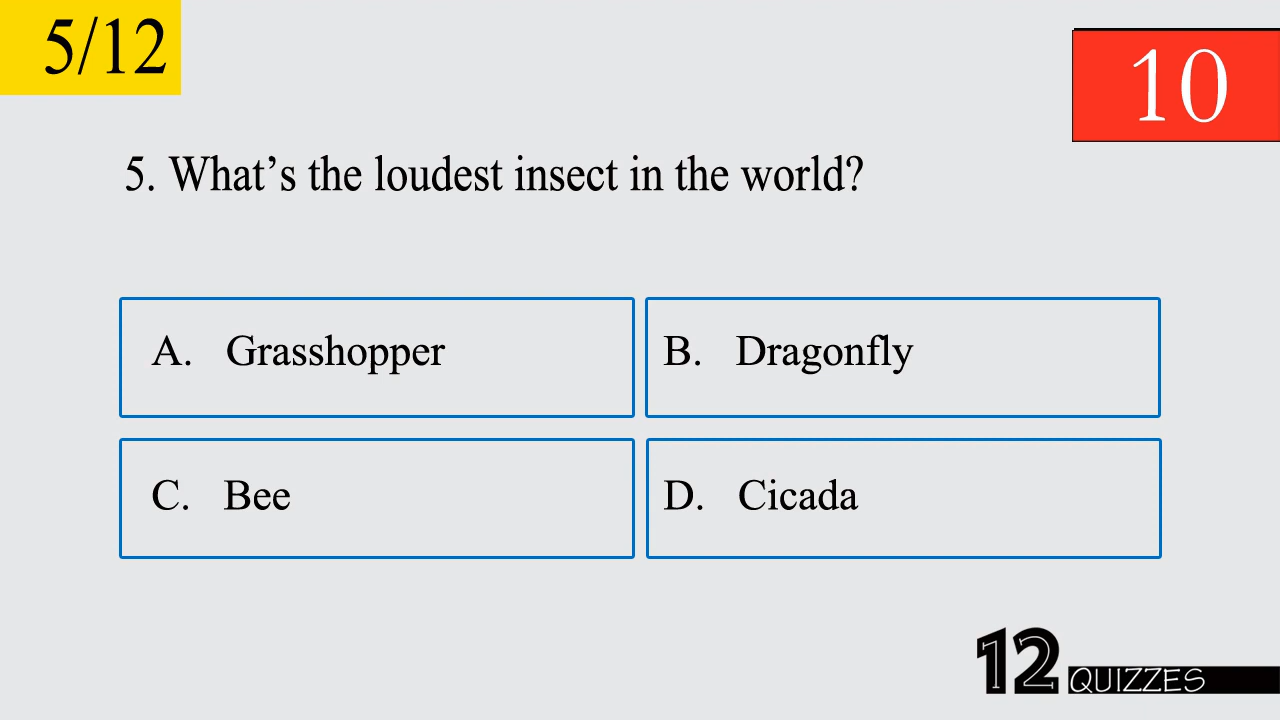 5/12
10
5. What’s the loudest insect in the world?
A. Grasshopper
B. Dragonfly
C. Bee
D. Cicada
12 QUIZZES